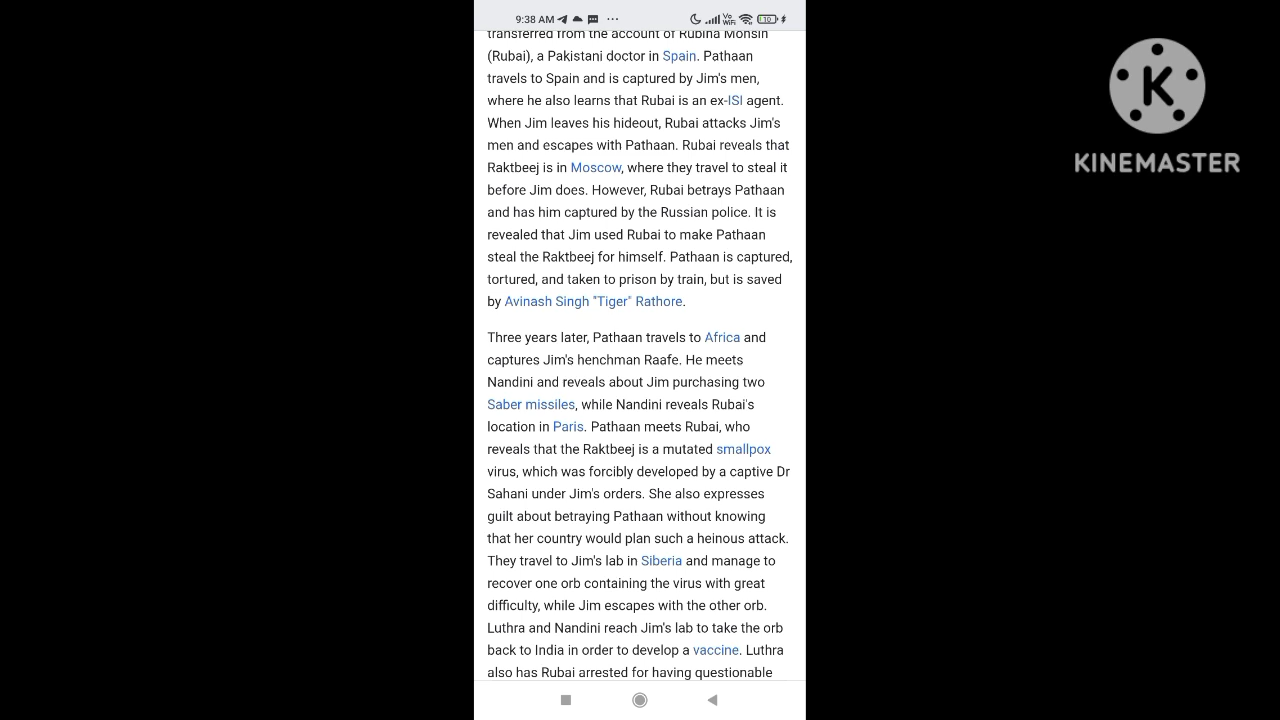 9:38 AM
Vo
WiFi
10
transferred from the account of Rubina Mohsin
(Rubai), a Pakistani doctor in Spain. Pathaan
travels to Spain and is captured by Jim's men,
where he also learns that Rubai is an ex-ISI agent.
When Jim leaves his hideout, Rubai attacks Jim's
men and escapes with Pathaan. Rubai reveals that
Raktbeej is in Moscow, where they travel to steal it
before Jim does. However, Rubai betrays Pathaan
and has him captured by the Russian police. It is
revealed that Jim used Rubai to make Pathaan
steal the Raktbeej for himself. Pathaan is captured,
tortured, and taken to prison by train, but is saved
by Avinash Singh "Tiger" Rathore.
Three years later, Pathaan travels to Africa and
captures Jim's henchman Raafe. He meets
Nandini and reveals about Jim purchasing two
Saber missiles, while Nandini reveals Rubai's
location in Paris. Pathaan meets Rubai, who
reveals that the Raktbeej is a mutated smallpox
virus, which was forcibly developed by a captive Dr
Sahani under Jim's orders. She also expresses
guilt about betraying Pathaan without knowing
that her country would plan such a heinous attack.
They travel to Jim's lab in Siberia and manage to
recover one orb containing the virus with great
difficulty, while Jim escapes with the other orb.
Luthra and Nandini reach Jim's lab to take the orb
back to India in order to develop a vaccine. Luthra
also has Rubai arrested for having questionable
K
KINEMASTER